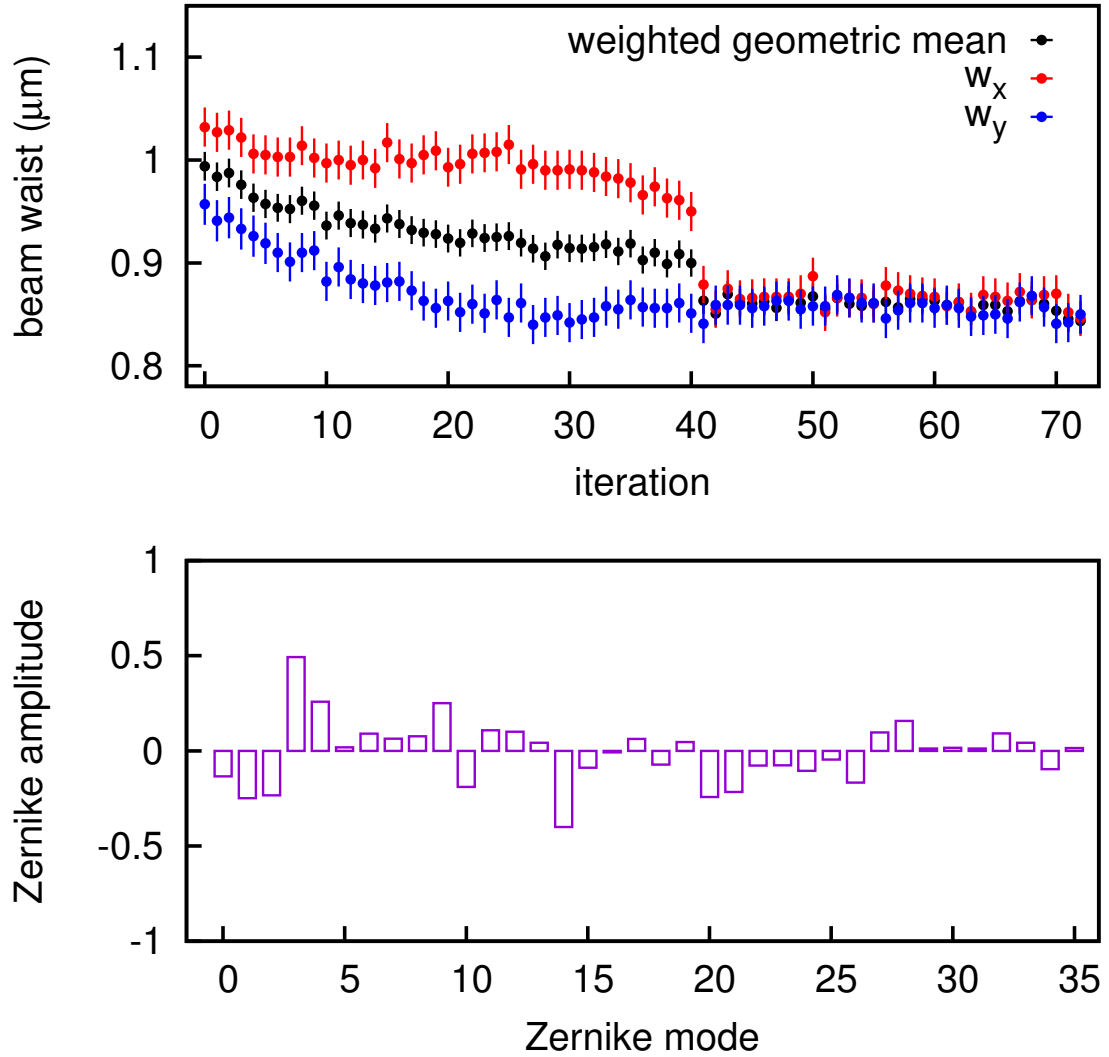 beam waist (μm)
1.1
1
0.9
0.8
weighted geometric mean
w_x
w_y
0 10 20 30 40 50 60 70
iteration
Zernike amplitude
1
0.5
0
-0.5
-1
0 5 10 15 20 25 30 35
Zernike mode